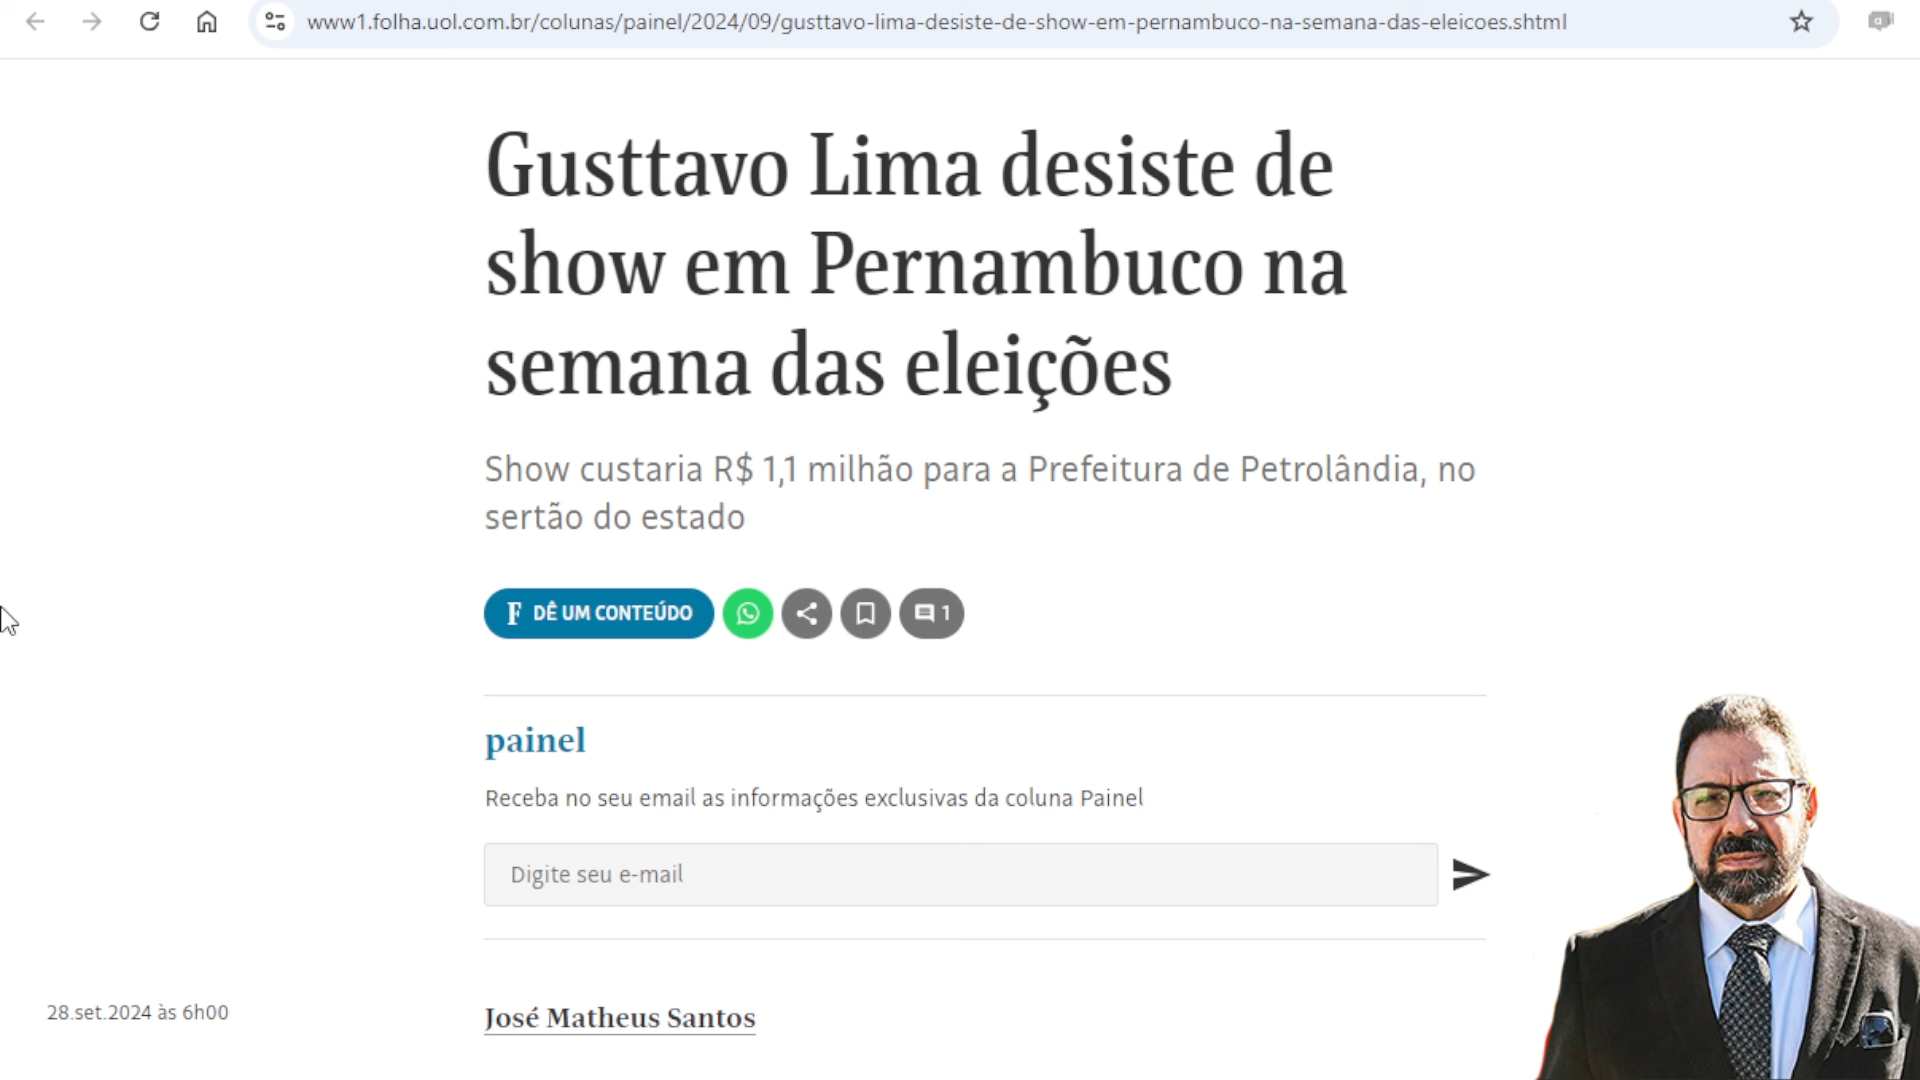 www1.folha.uol.com.br/colunas/painel/2024/09/gusttavo-lima-desiste-de-show-em-pernambuco-na-semana-das-eleicoes.shtml
Gusttavo Lima desiste de
show em Pernambuco na
semana das eleições
Show custaria R$ 1,1 milhão para a Prefeitura de Petrolândia, no
sertão do estado
F DÊ UM CONTEÚDO
1
painel
Receba no seu email as informações exclusivas da coluna Painel
Digite seu e-mail
28.set.2024 às 6h00
José Matheus Santos